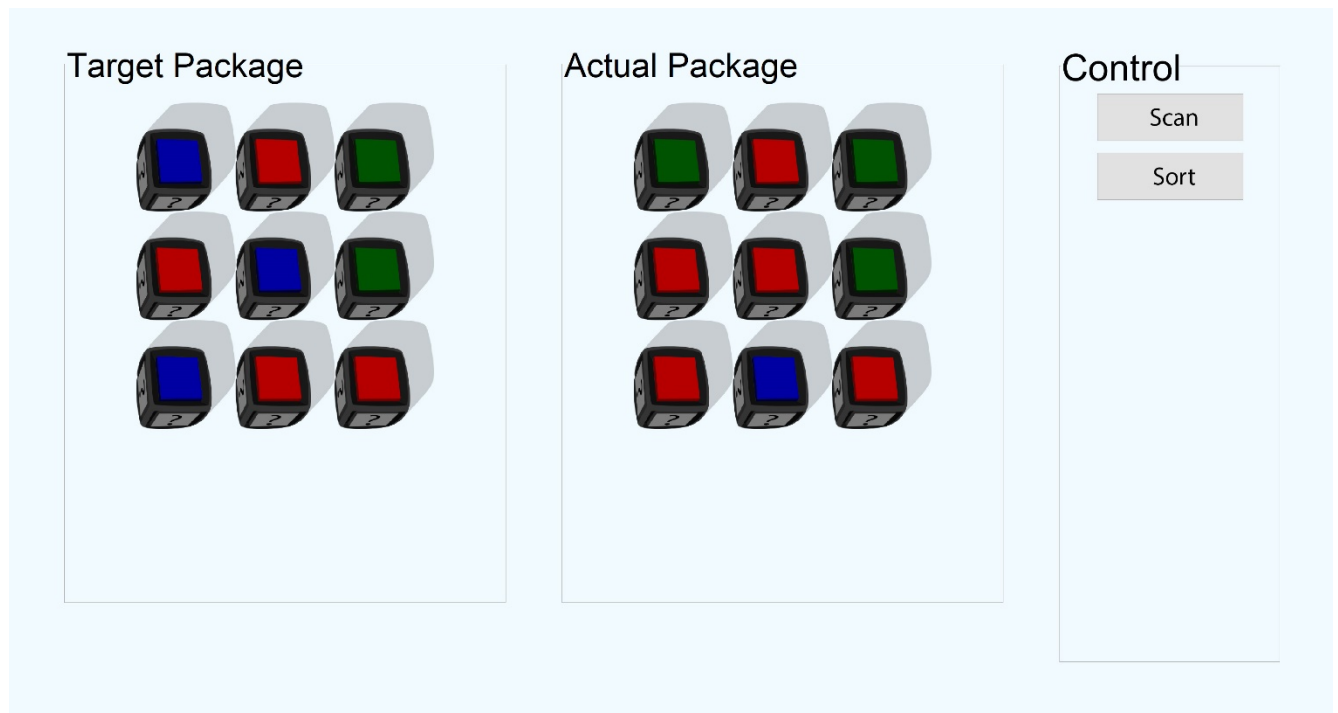 Target Package
Actual Package
Control
Scan
Sort
? ? ?
? ? ?
? ? ?
? ? ?
? ? ?
? ? ?